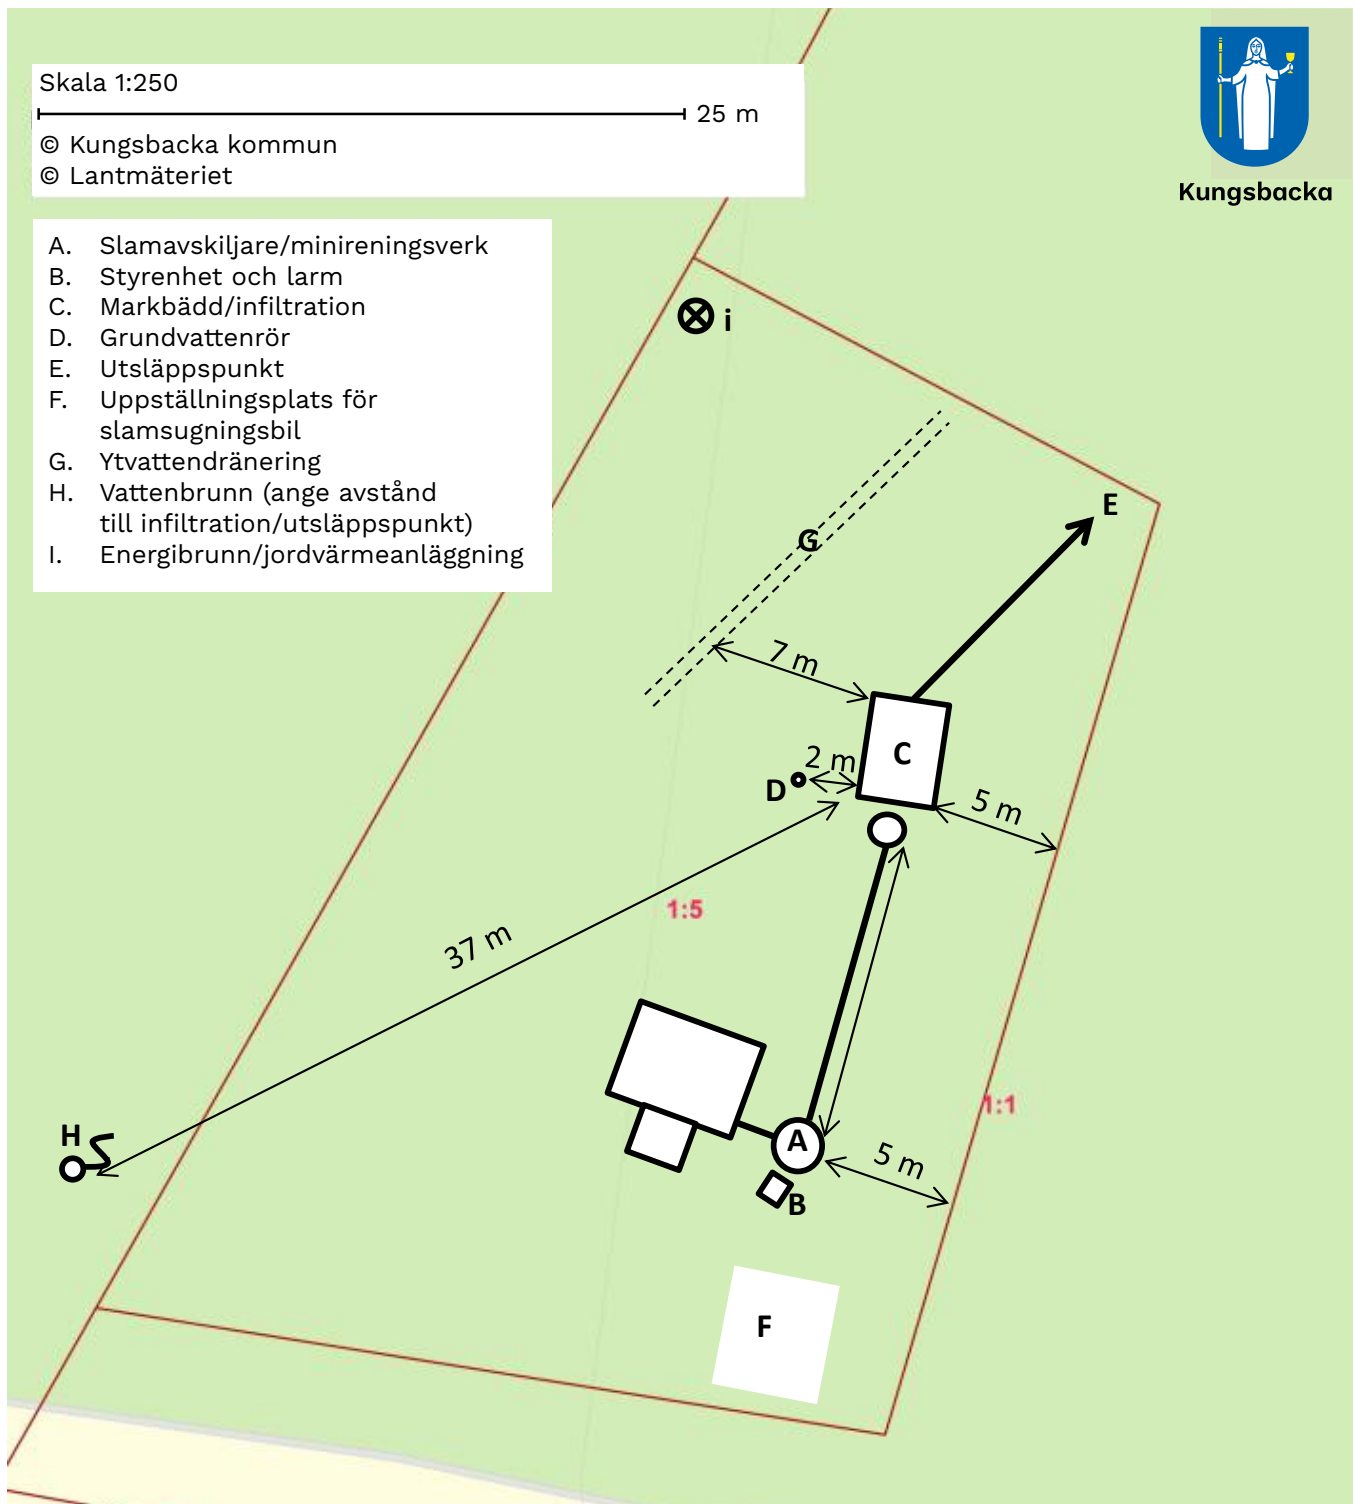 Skala 1:250
25 m
© Kungsbacka kommun
© Lantmäteriet
Kungsbacka
A. Slamavskiljare/minireningsverk
B. Styrenhet och larm
C. Markbädd/infiltration
D. Grundvattenrör
E. Utsläppspunkt
F. Uppställningsplats för
slamsugningsbil
G. Ytvattendränering
H. Vattenbrunn (ange avstånd
till infiltration/utsläppspunkt)
I. Energibrunn/jordvärmeanläggning
i
E
G
7 m
C
2 m
D
5 m
1:5
37 m
1:1
H
A
5 m
B
F